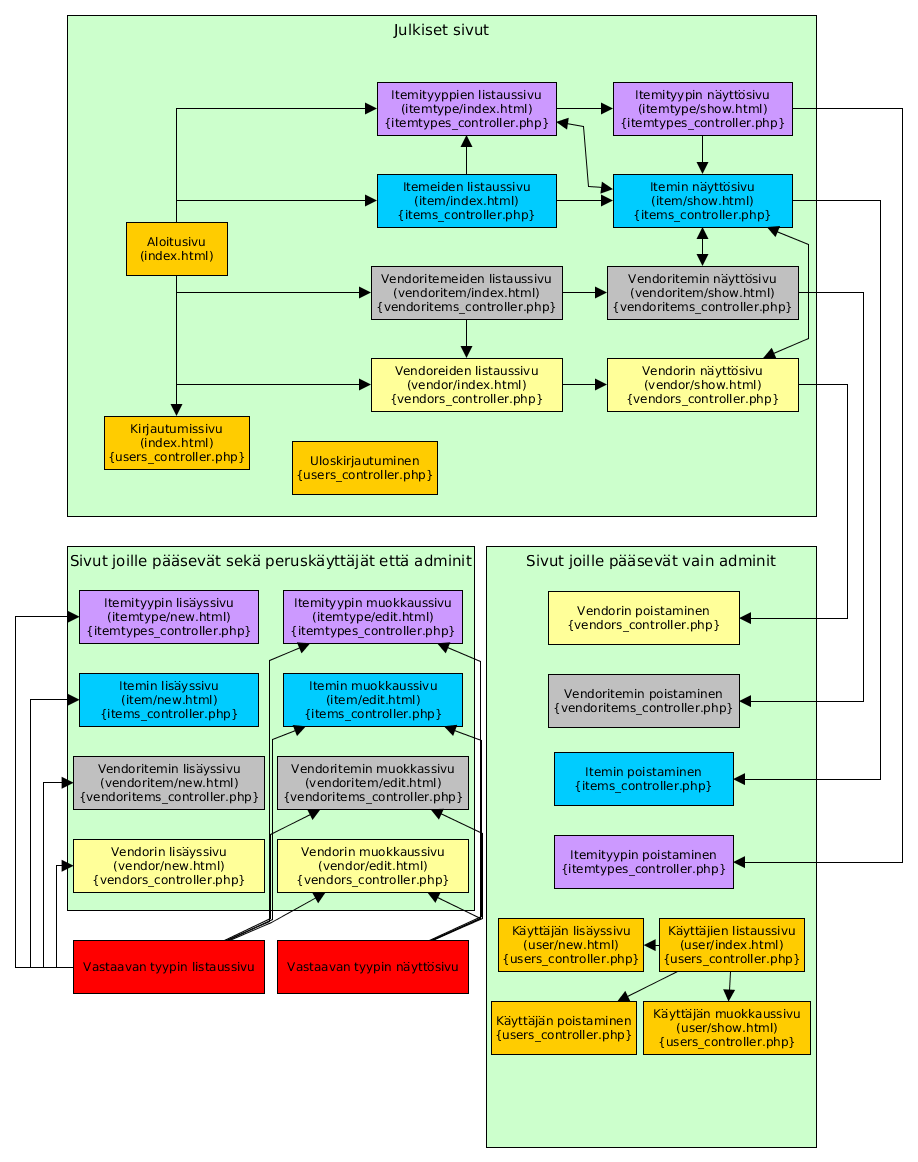 Julkiset sivut
Itemityyppien listaussivu
(itemtype/index.html)
{itemtypes_controller.php}
Itemityypin näyttösivu
(itemtype/show.html)
{itemtypes_controller.php}
Itemeiden listaussivu
(item/index.html)
{items_controller.php}
Itemin näyttösivu
(item/show.html)
{items_controller.php}
Aloitusivu
(index.html)
Vendoritemeiden listaussivu
(vendoritem/index.html)
{vendoritems_controller.php}
Vendoritemin näyttösivu
(vendoritem/show.html)
{vendoritems_controller.php}
Vendoreiden listaussivu
(vendor/index.html)
{vendors_controller.php}
Vendorin näyttösivu
(vendor/show.html)
{vendors_controller.php}
Kirjautumissivu
(index.html)
{users_controller.php}
Uloskirjautuminen
{users_controller.php}
Sivut joille pääsevät sekä peruskäyttäjät että adminit
Itemityypin lisäyssivu
(itemtype/new.html)
{itemtypes_controller.php}
Itemityypin muokkaussivu
(itemtype/edit.html)
{itemtypes_controller.php}
Itemin lisäyssivu
(item/new.html)
{items_controller.php}
Itemin muokkaussivu
(item/edit.html)
{items_controller.php}
Vendoritemin lisäyssivu
(vendoritem/new.html)
{vendoritems_controller.php}
Vendoritemin muokkassivu
(vendoritem/edit.html)
{vendoritems_controller.php}
Vendorin lisäyssivu
(vendor/new.html)
{vendors_controller.php}
Vendorin muokkaussivu
(vendor/edit.html)
{vendors_controller.php}
Vastaavan tyypin listaussivu
Vastaavan tyypin näyttösivu
Sivut joille pääsevät vain adminit
Vendorin poistaminen
{vendors_controller.php}
Vendoritemin poistaminen
{vendoritems_controller.php}
Itemin poistaminen
{items_controller.php}
Itemityypin poistaminen
{itemtypes_controller.php}
Käyttäjän lisäyssivu
(user/new.html)
{users_controller.php}
Käyttäjien listaussivu
(user/index.html)
{users_controller.php}
Käyttäjän poistaminen
{users_controller.php}
Käyttäjän muokkaussivu
(user/show.html)
{users_controller.php}